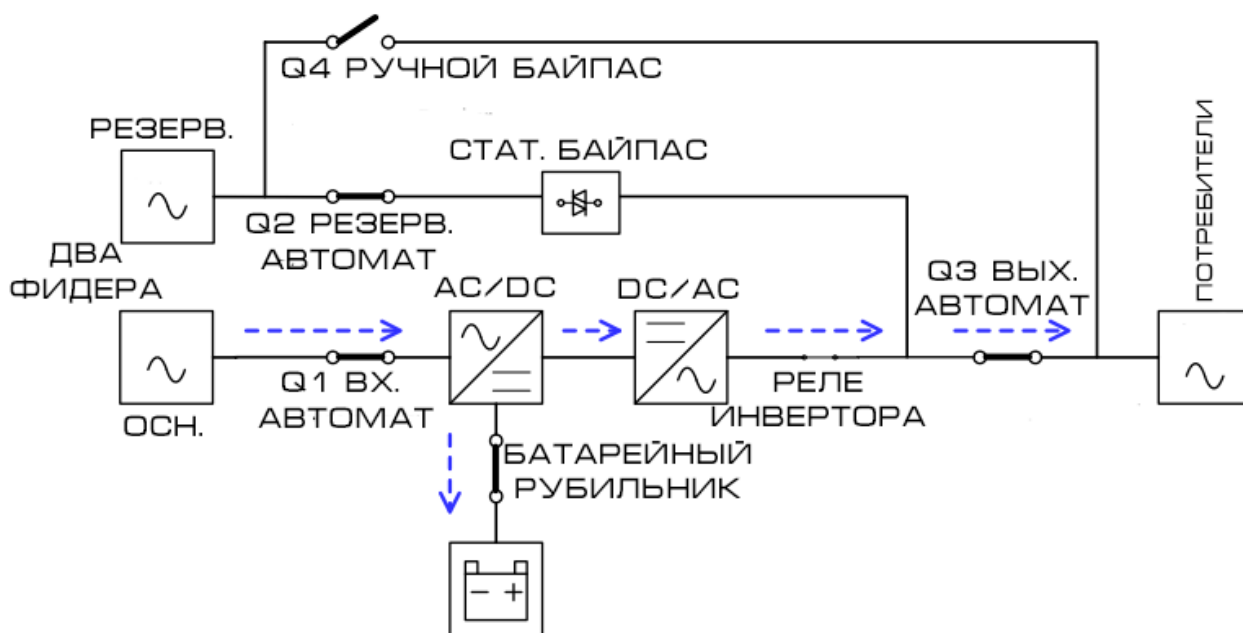 Q4 РУЧНОЙ БАЙПАС
РЕЗЕРВ.
СТАТ. БАЙПАС
ПОТРЕБИТЕЛИ
Q2 РЕЗЕРВ.
АВТОМАТ
ДВА
ФИДЕРА
Q3 ВЫХ.
АВТОМАТ
AC/DC
DC/AC
Q1 ВХ.
АВТОМАТ
РЕЛЕ
ИНВЕРТОРА
ОСН.
БАТАРЕЙНЫЙ
РУБИЛЬНИК
- +